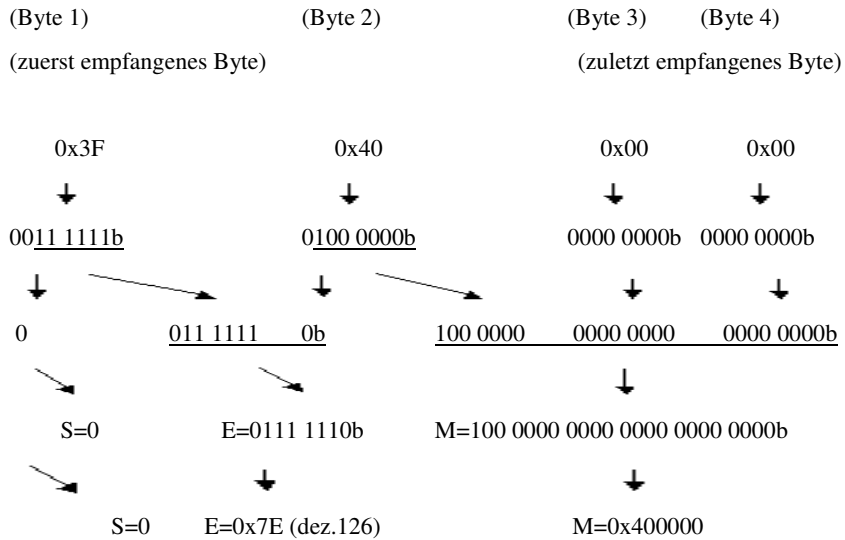 (Byte 1) (Byte 2) (Byte 3) (Byte 4)
(zuerst empfangenes Byte) (zuletzt empfangenes Byte)
0x3F 0x40 0x00 0x00
0011 1111b 0100 0000b 0000 0000b 0000 0000b
0 011 1111 0b 100 0000 0000 0000 0000 0000b
S=0 E=0111 1110b M=100 0000 0000 0000 0000 0000b
S=0 E=0x7E (dez.126) M=0x400000